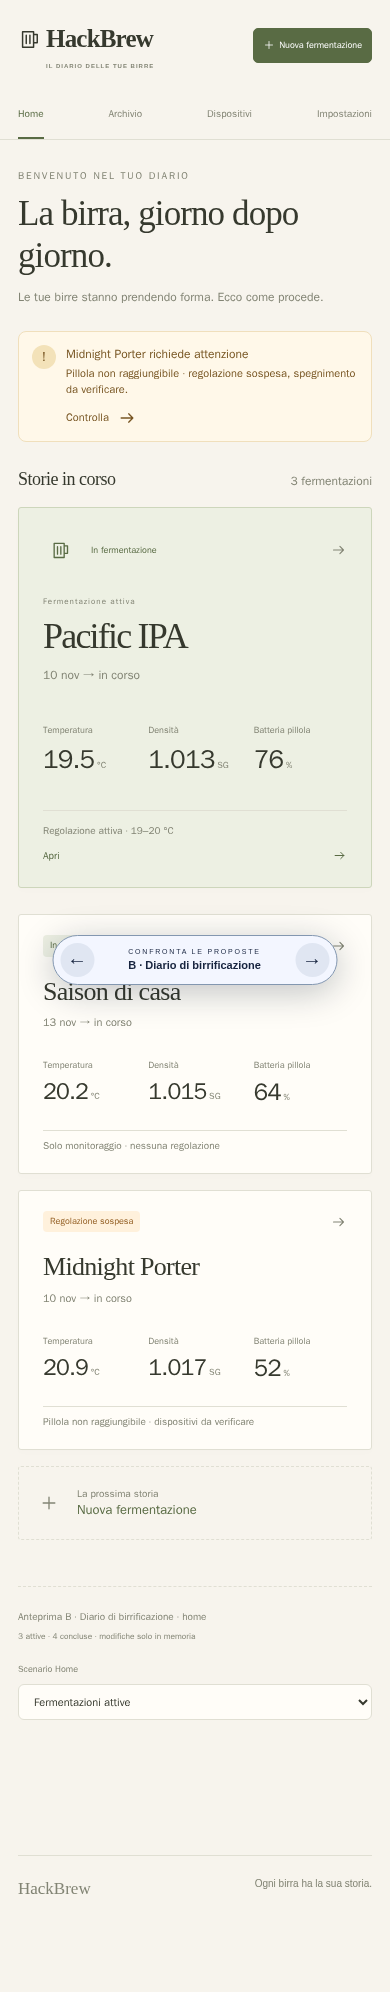 HackBrew
IL DIARIO DELLE TUE BIRRE
+ Nuova fermentazione
Home
Archivio
Dispositivi
Impostazioni
BENVENUTO NEL TUO DIARIO
La birra, giorno dopo
giorno.
Le tue birre stanno prendendo forma. Ecco come procede.
!
Midnight Porter richiede attenzione
Pillola non raggiungibile · regolazione sospesa, spegnimento
da verificare.
Controlla →
Storie in corso
3 fermentazioni
In fermentazione →
Fermentazione attiva
Pacific IPA
10 nov → in corso
Temperatura
Densità
Batteria pillola
19.5 °C
1.013 SG
76 %
Regolazione attiva · 19–20 °C
Apri →
In
←
CONFRONTA LE PROPOSTE
B · Diario di birrificazione
→
Saison di casa
13 nov → in corso
Temperatura
Densità
Batteria pillola
20.2 °C
1.015 SG
64 %
Solo monitoraggio · nessuna regolazione
Regolazione sospesa →
Midnight Porter
10 nov → in corso
Temperatura
Densità
Batteria pillola
20.9 °C
1.017 SG
52 %
Pillola non raggiungibile · dispositivi da verificare
La prossima storia
+ Nuova fermentazione
Anteprima B · Diario di birrificazione · home
3 attive · 4 concluse · modifiche solo in memoria
Scenario Home
Fermentazioni attive
HackBrew
Ogni birra ha la sua storia.